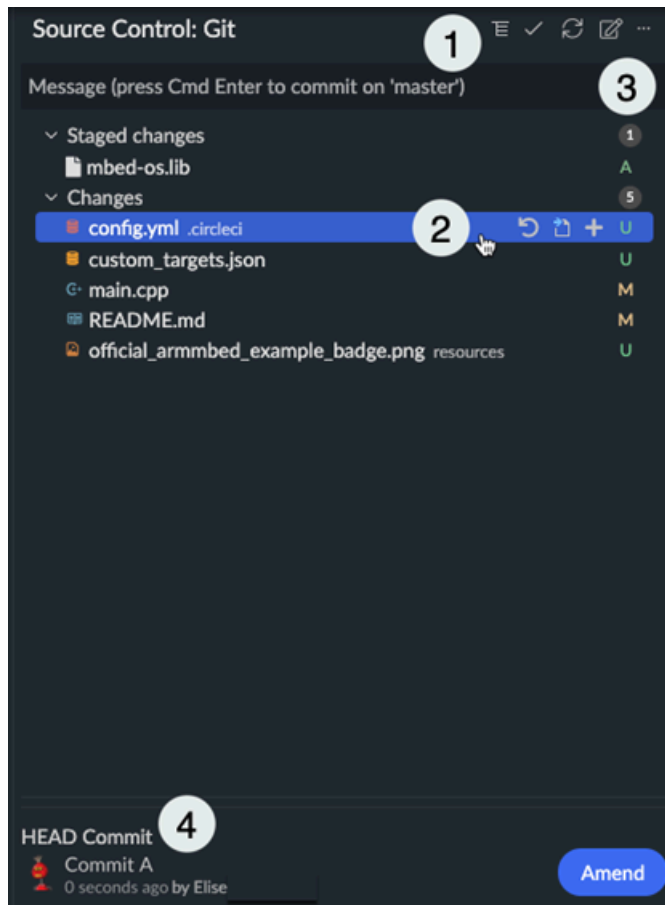 Source Control: Git
1
Message (press Cmd Enter to commit on 'master')
3
Staged changes 1
mbed-os.lib A
Changes 5
config.yml .circleci 2 U
custom_targets.json U
main.cpp M
README.md M
official_armmbed_example_badge.png resources U
HEAD Commit 4
Commit A
0 seconds ago by Elise
Amend